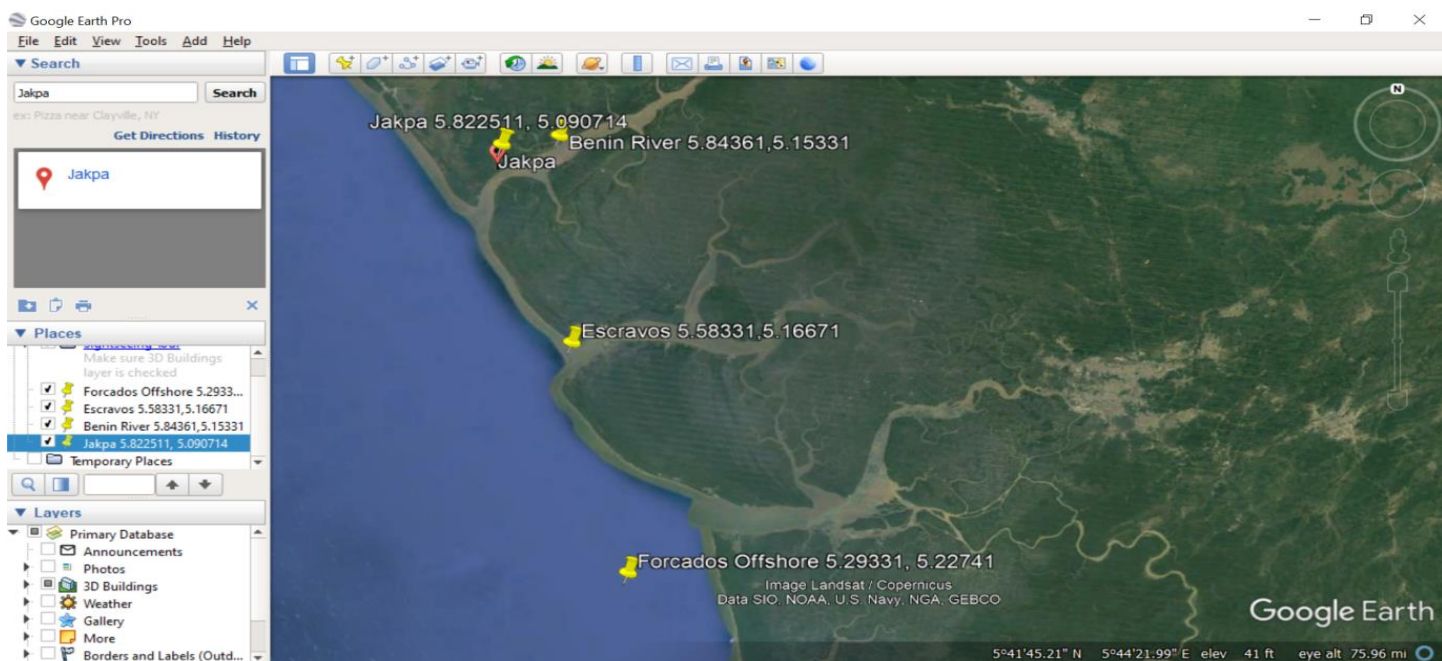 Google Earth Pro
File Edit View Tools Add Help
Search
Jakpa
Search
ex: Pizza near Clayville, NY
Get Directions History
Jakpa
Places
Sightseeing Tour
Make sure 3D Buildings
layer is checked
Forcados Offshore 5.2933...
Escravos 5.58331,5.16671
Benin River 5.84361,5.15331
Jakpa 5.822511, 5.090714
Temporary Places
Layers
Primary Database
Announcements
Photos
3D Buildings
Weather
Gallery
More
Borders and Labels (Outd...
N
Jakpa 5.822511, 5.090714
Benin River 5.84361,5.15331
Jakpa
Escravos 5.58331,5.16671
Forcados Offshore 5.29331, 5.22741
Image Landsat / Copernicus
Data SIO, NOAA, U.S. Navy, NGA, GEBCO
Google Earth
5°41'45.21" N 5°44'21.99" E elev 41 ft eye alt 75.96 mi